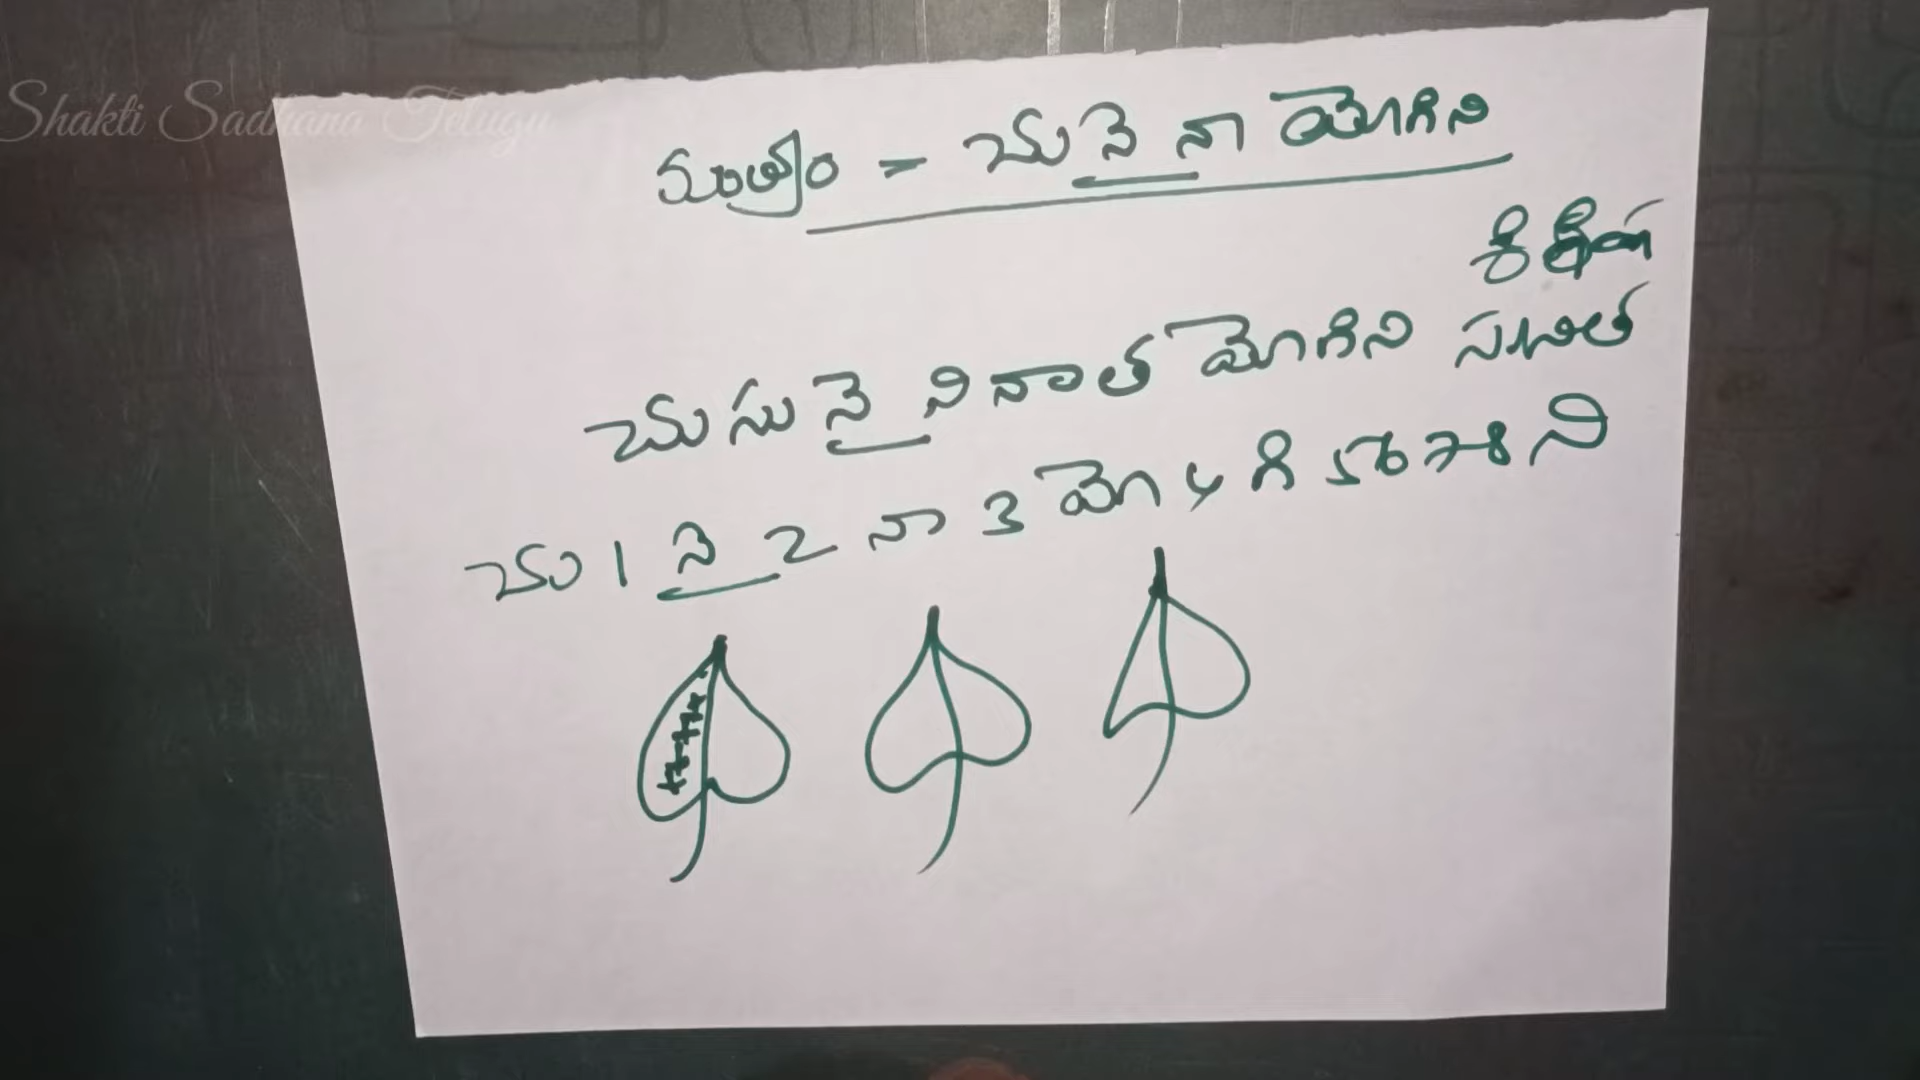 Shakti Sadhana Telugu
మంత్రం = చు నె నా యోగిని
చు సు నె ని నా త యోగిని సుచిత
చు 1 నె 2 నా 3 యో 4 గి 5 6 7 8 ని